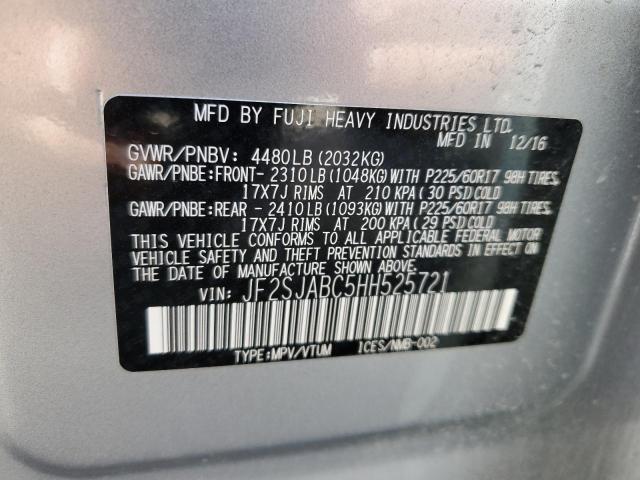 MFD BY FUJI HEAVY INDUSTRIES LTD.
MFD IN 12/16
GVWR/PNBV: 4480LB(2032KG)
GAWR/PNBE:FRONT-2310LB(1048KG)WITH P225/60R17 98H TIRES,
17X7J RIMS AT 210 KPA(30 PSI)COLD
GAWR/PNBE:REAR -2410LB(1093KG)WITH P225/60R17 98H TIRES,
17X7J RIMS AT 200 KPA(29 PSI)COLD
THIS VEHICLE CONFORMS TO ALL APPLICABLE FEDERAL MOTOR
VEHICLE SAFETY AND THEFT PREVENTION STANDARDS IN EFFECT ON
THE DATE OF MANUFACTURE SHOWN ABOVE.
VIN: JF2SJABC5HH525721
TYPE:MPV/VTUM ICES/NMB-002